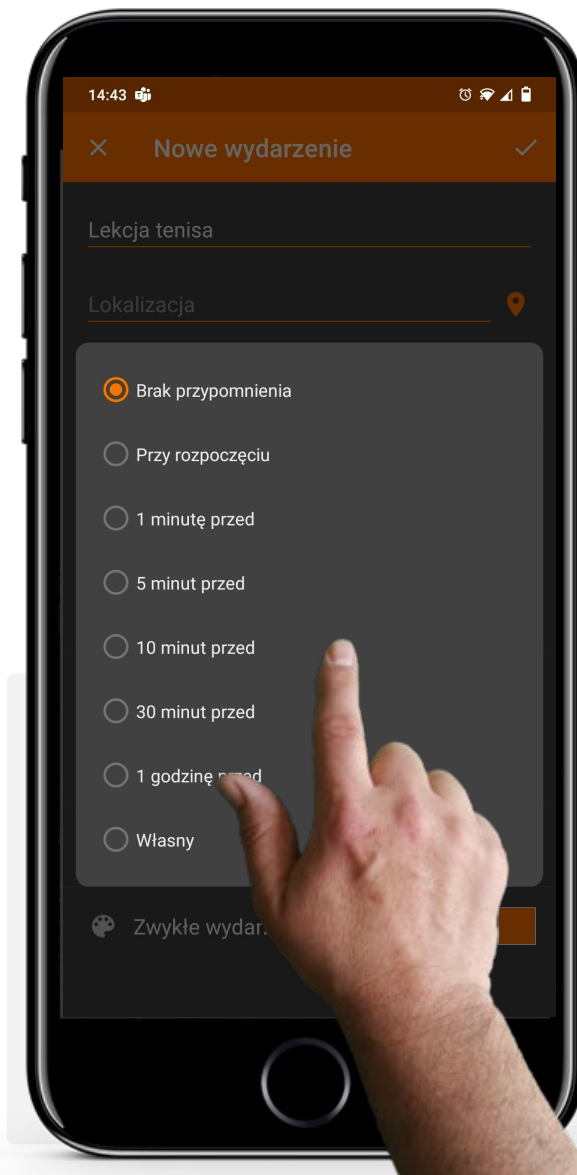 14:43
Nowe wydarzenie
Lekcja tenisa
Lokalizacja
Brak przypomnienia
Przy rozpoczęciu
1 minutę przed
5 minut przed
10 minut przed
30 minut przed
1 godzinę przed
Własny
Zwykłe